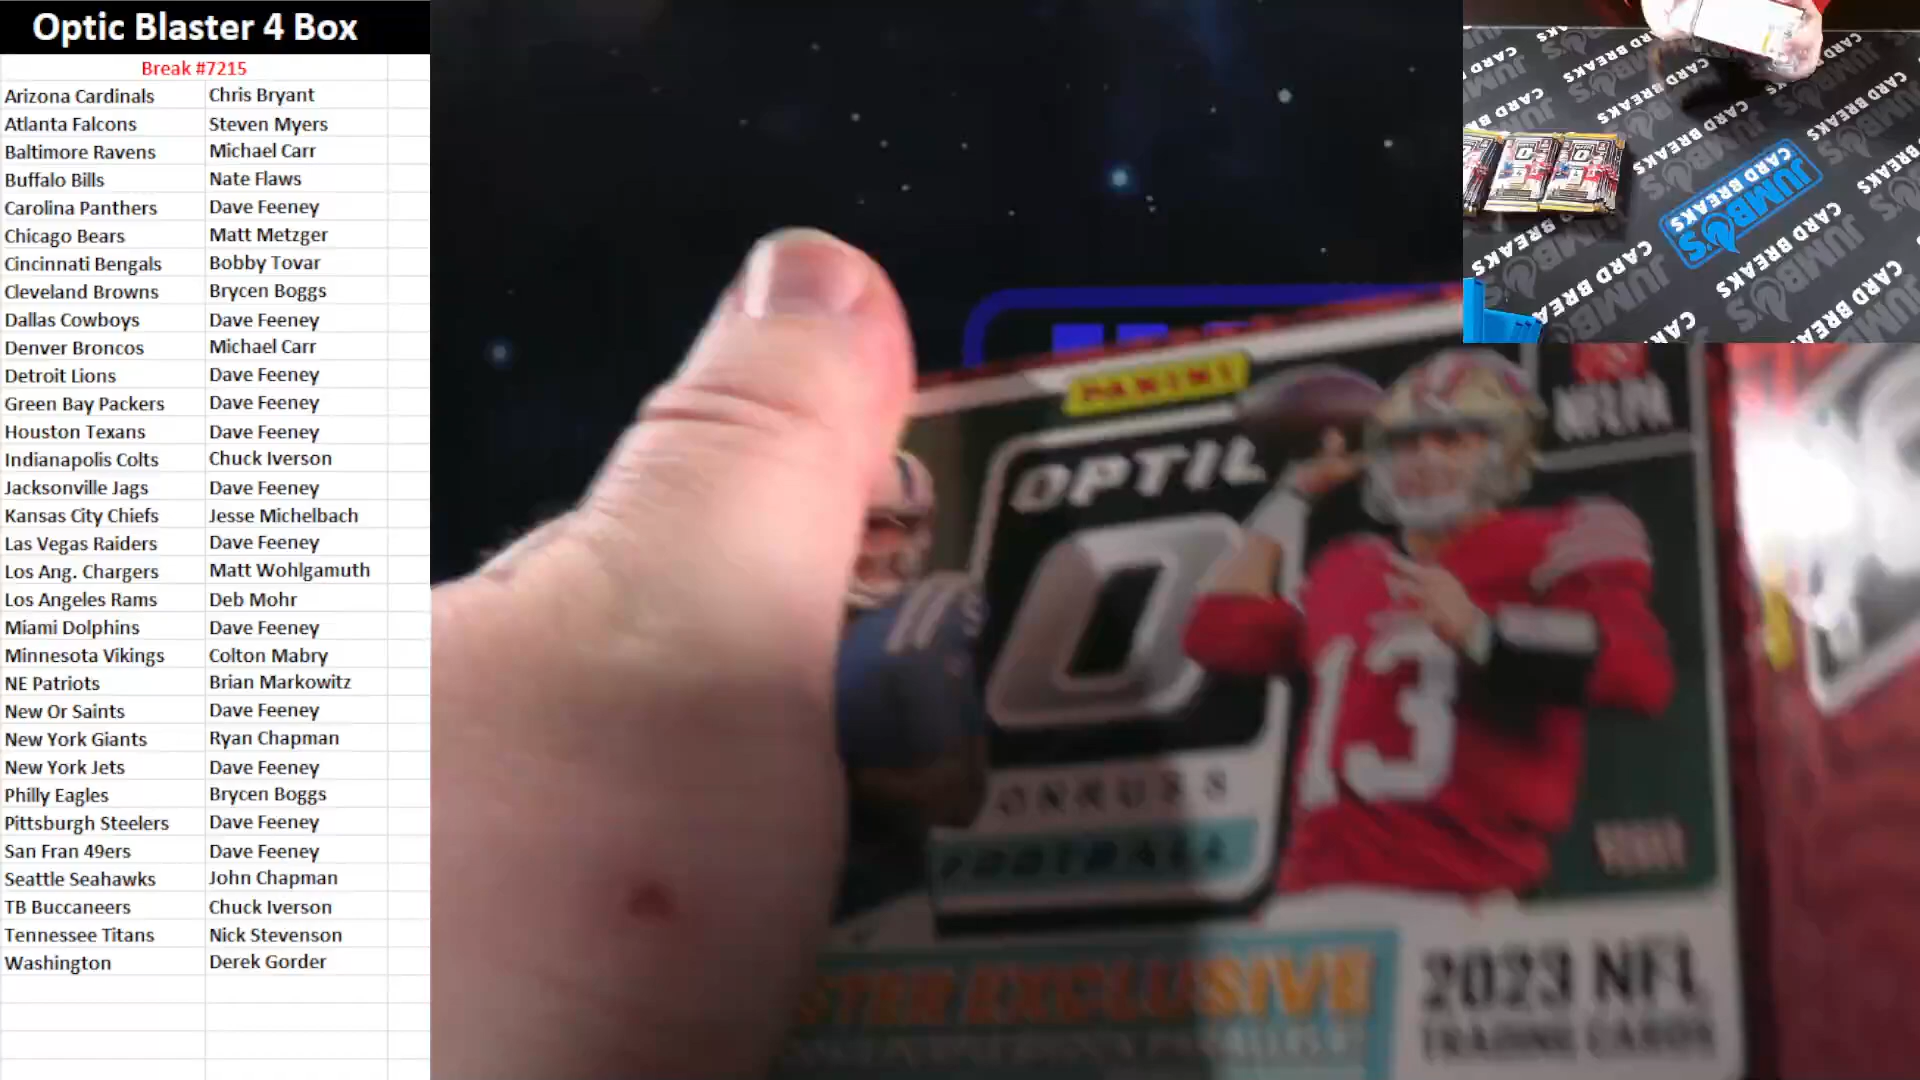 Optic Blaster 4 Box
Break #7215
Arizona Cardinals Chris Bryant
Atlanta Falcons Steven Myers
Baltimore Ravens Michael Carr
Buffalo Bills Nate Flaws
Carolina Panthers Dave Feeney
Chicago Bears Matt Metzger
Cincinnati Bengals Bobby Tovar
Cleveland Browns Brycen Boggs
Dallas Cowboys Dave Feeney
Denver Broncos Michael Carr
Detroit Lions Dave Feeney
Green Bay Packers Dave Feeney
Houston Texans Dave Feeney
Indianapolis Colts Chuck Iverson
Jacksonville Jags Dave Feeney
Kansas City Chiefs Jesse Michelbach
Las Vegas Raiders Dave Feeney
Los Ang. Chargers Matt Wohlgamuth
Los Angeles Rams Deb Mohr
Miami Dolphins Dave Feeney
Minnesota Vikings Colton Mabry
NE Patriots Brian Markowitz
New Or Saints Dave Feeney
New York Giants Ryan Chapman
New York Jets Dave Feeney
Philly Eagles Brycen Boggs
Pittsburgh Steelers Dave Feeney
San Fran 49ers Dave Feeney
Seattle Seahawks John Chapman
TB Buccaneers Chuck Iverson
Tennessee Titans Nick Stevenson
Washington Derek Gorder
PANINI
OPTIC
13
FOOTBALL
EXCLUSIVE
2023 NFL
TRADING CARDS
JUMBO'S
CARD BREAKS